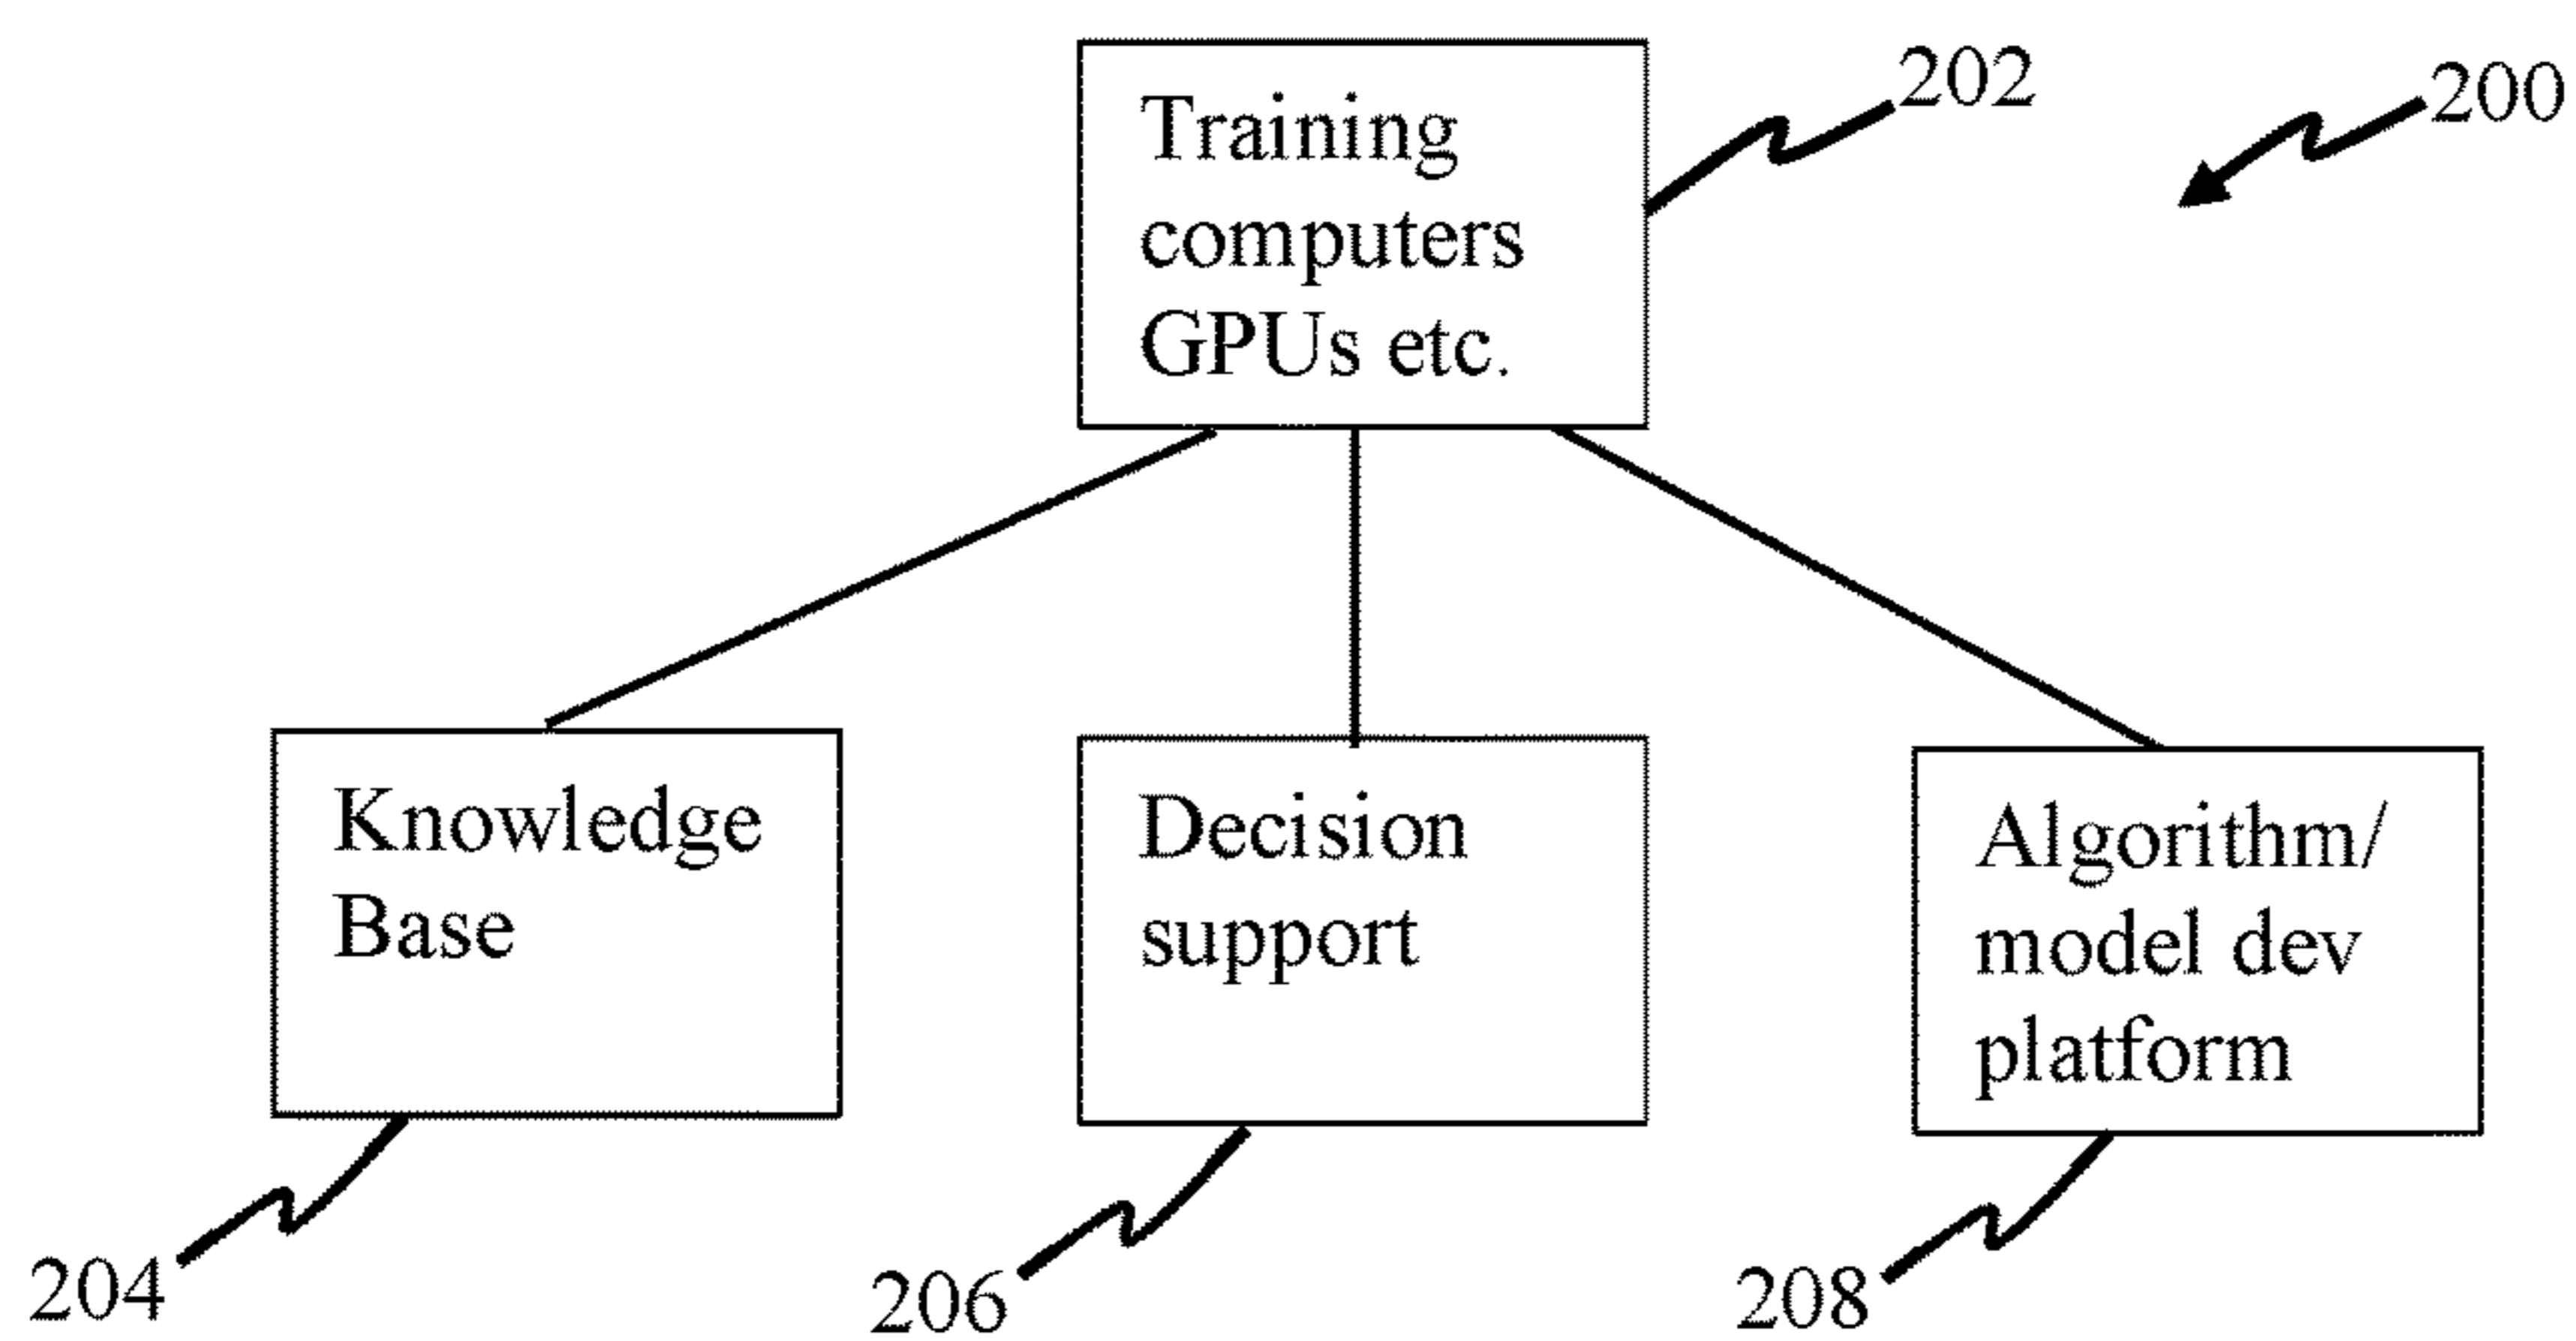 202
200
Training
computers
GPUs etc.
Knowledge
Base
Decision
support
Algorithm/
model dev
platform
204
206
208